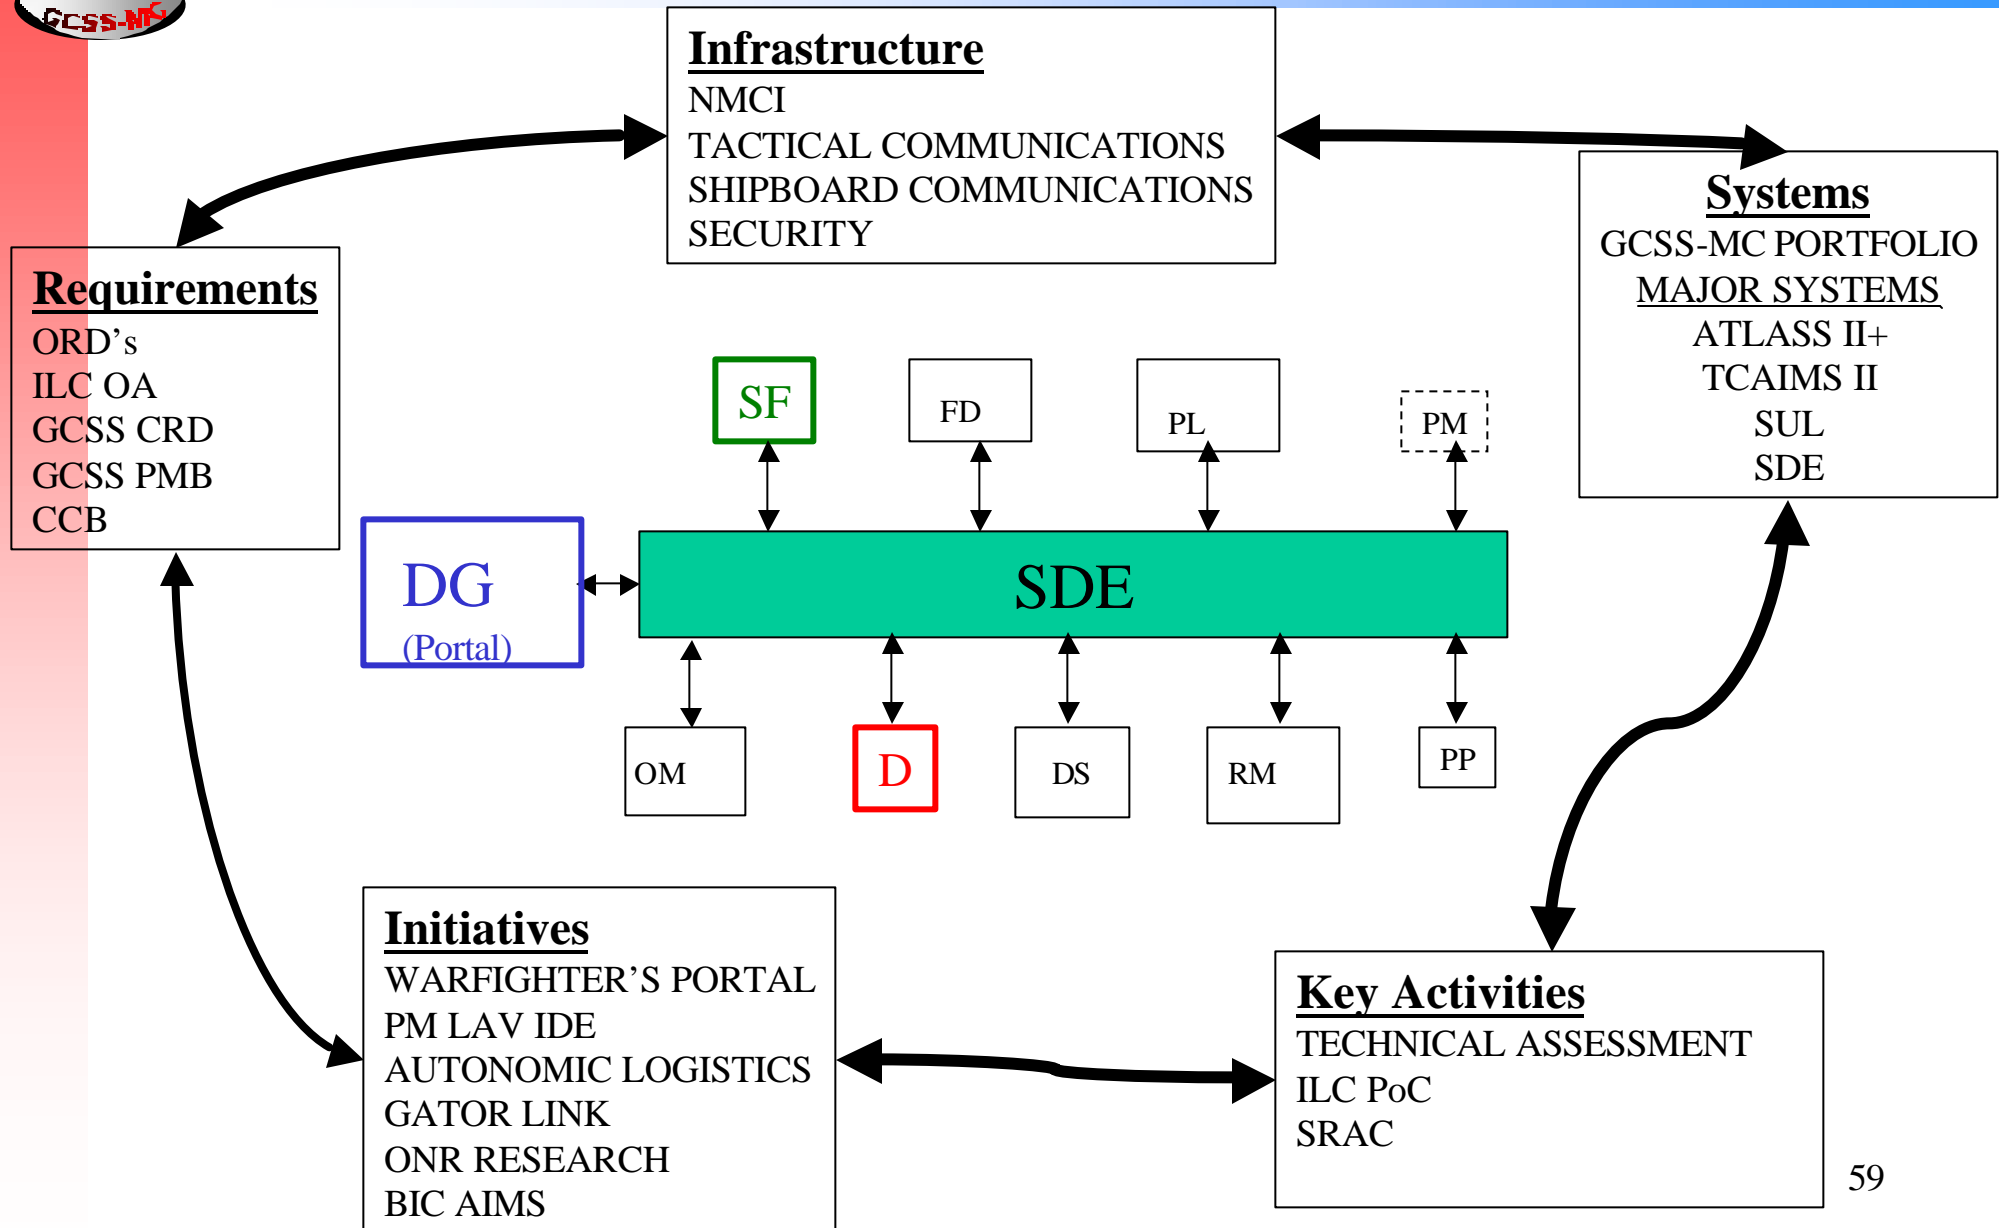 GCSS-MC
Infrastructure
NMCI
TACTICAL COMMUNICATIONS
SHIPBOARD COMMUNICATIONS
SECURITY
Systems
GCSS-MC PORTFOLIO
MAJOR SYSTEMS
ATLASS II+
TCAIMS II
SUL
SDE
Requirements
ORD’s
ILC OA
GCSS CRD
GCSS PMB
CCB
SF
FD
PL
PM
DG
(Portal)
SDE
OM
D
DS
RM
PP
Initiatives
WARFIGHTER’S PORTAL
PM LAV IDE
AUTONOMIC LOGISTICS
GATOR LINK
ONR RESEARCH
BIC AIMS
Key Activities
TECHNICAL ASSESSMENT
ILC PoC
SRAC
59